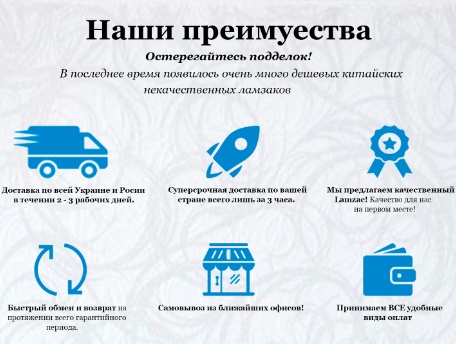 Наши преимуества
Остерегайтесь подделок!
В последнее время появилось очень много дешевых китайских
некачественных ламзаков
Доставка по всей Украине и Росии
в течении 2 - 3 рабочих дней.
Суперсрочная доставка по вашей
стране всего лишь за 3 часа.
Мы предлагаем качественный
Lamzac! Качество для нас
на первом месте!
Быстрый обмен и возврат на
протяжении всего гарантийного
периода.
Самовывоз из ближайших офисов!
Принимаем ВСЕ удобные
виды оплат